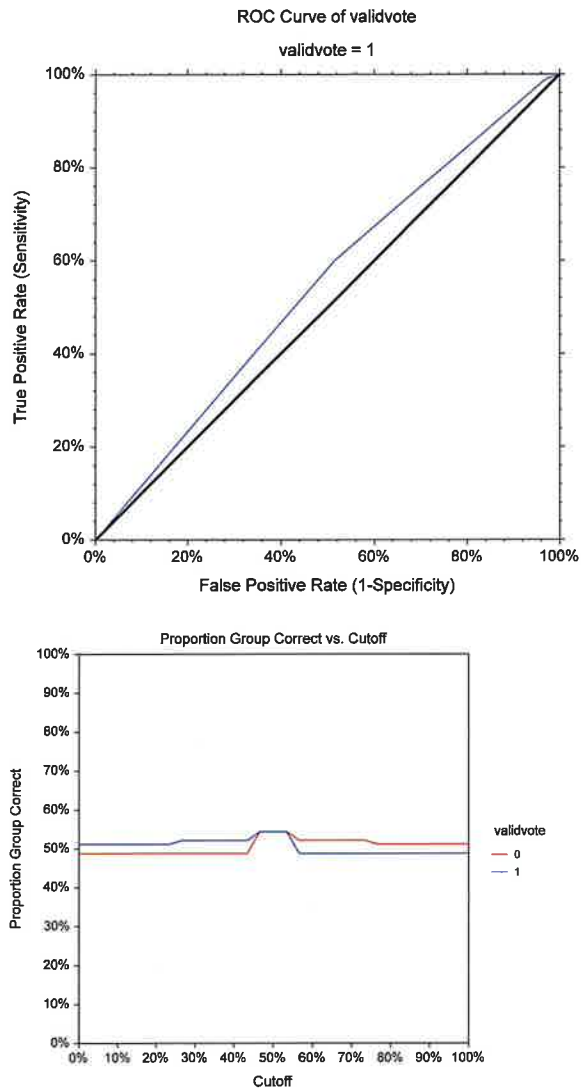 ROC Curve of validvote
validvote = 1
100%
80%
60%
40%
20%
0%
True Positive Rate (Sensitivity)
0% 20% 40% 60% 80% 100%
False Positive Rate (1-Specificity)
Proportion Group Correct vs. Cutoff
100%
90%
80%
70%
60%
50%
40%
30%
20%
10%
0%
Proportion Group Correct
validvote
0
1
0% 10% 20% 30% 40% 50% 60% 70% 80% 90% 100%
Cutoff